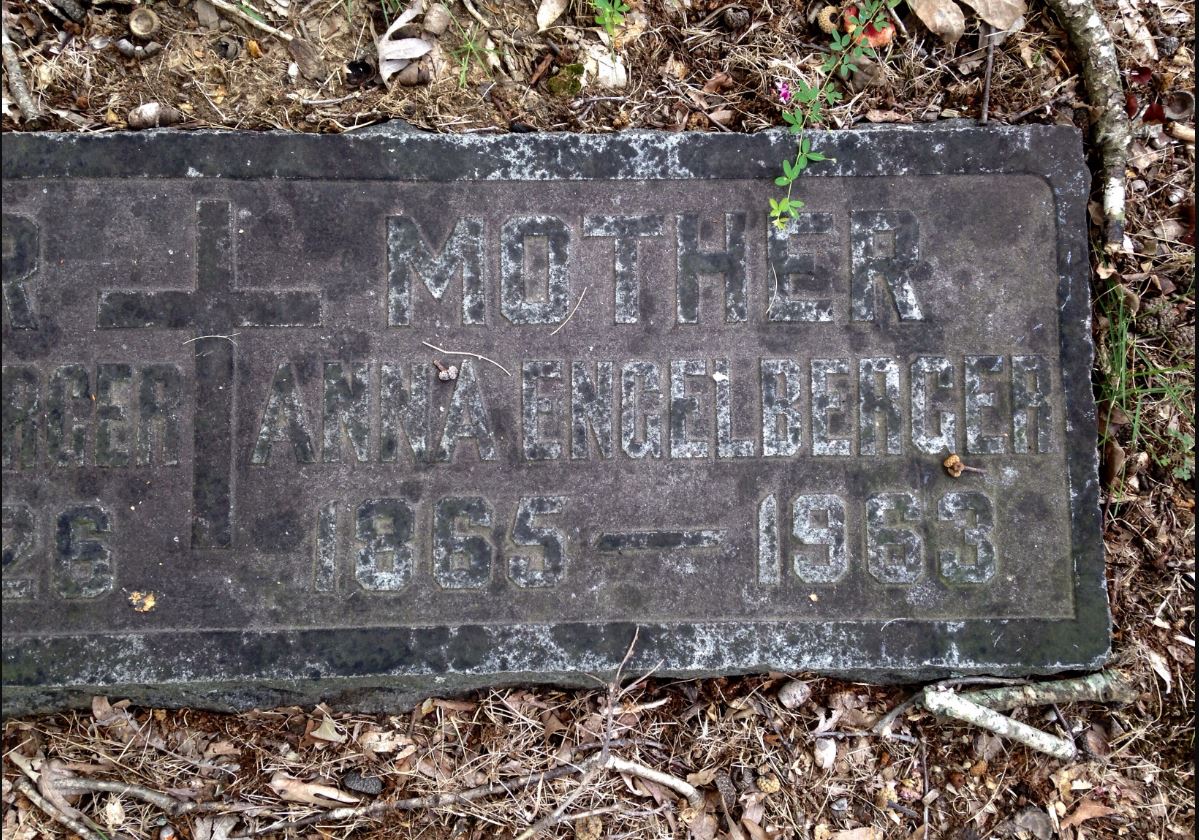 MOTHER
ANNA ENGELBERGER
1865 — 1963